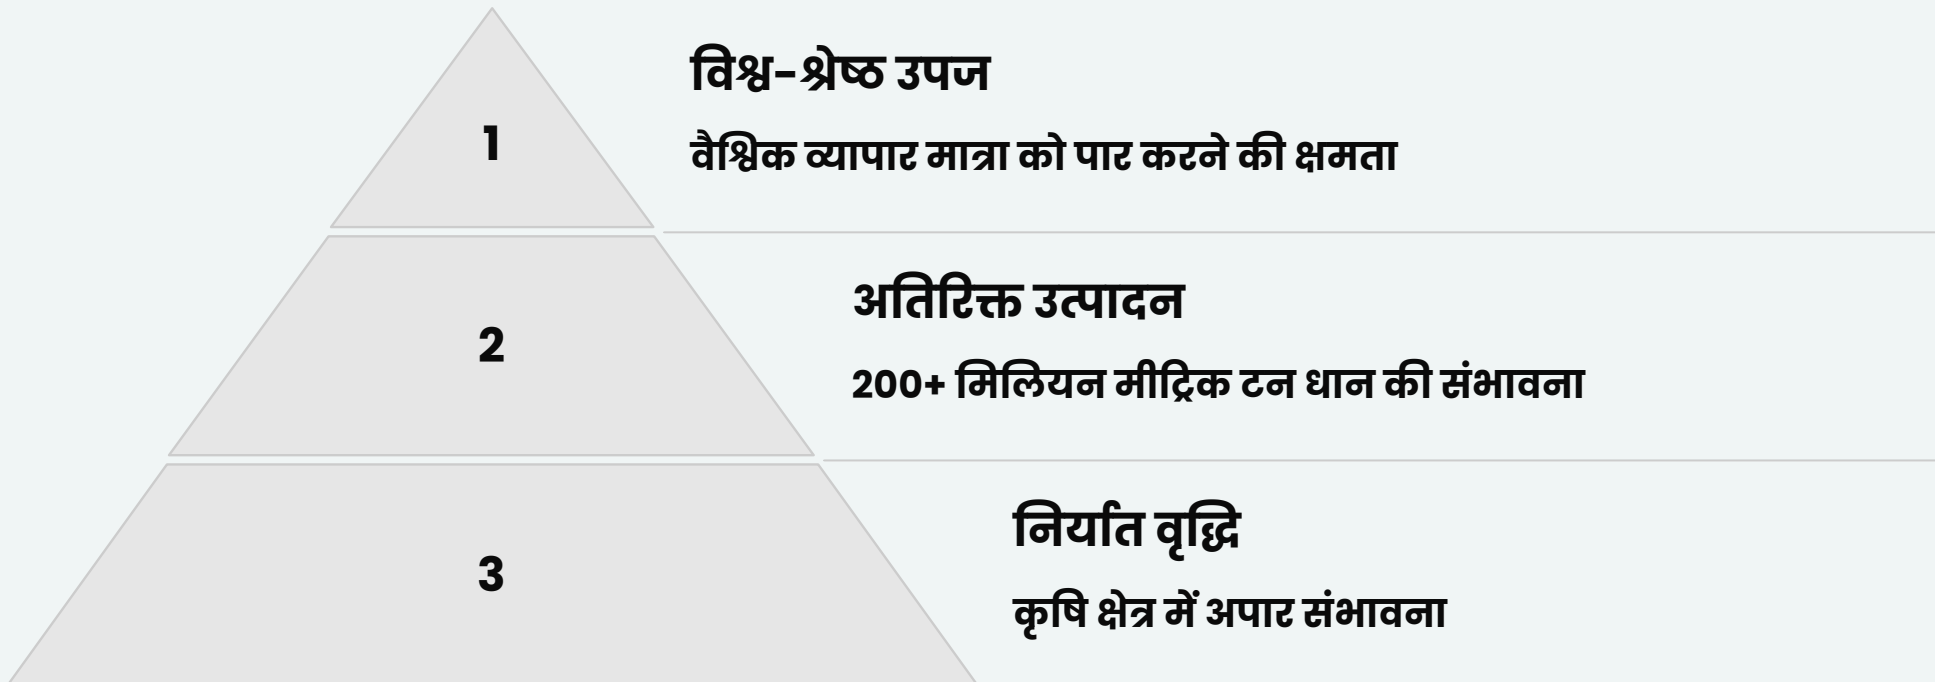 विश्व-श्रेष्ठ उपज
1
वैश्विक व्यापार मात्रा को पार करने की क्षमता
अतिरिक्त उत्पादन
2
200+ मिलियन मीट्रिक टन धान की संभावना
निर्यात वृद्धि
3
कृषि क्षेत्र में अपार संभावना